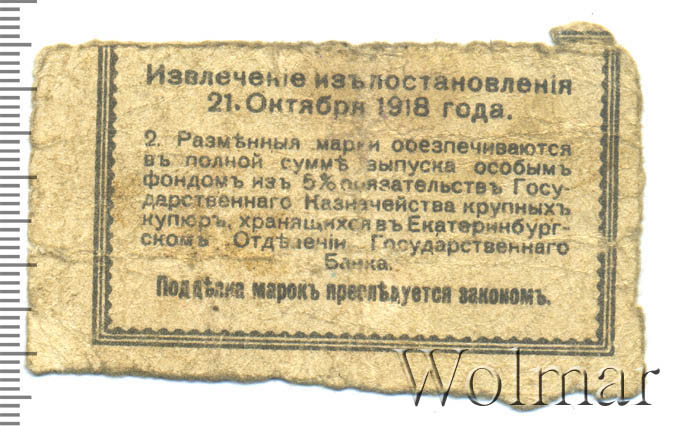 Извлеченіе изъ постановленія
21. Октября 1918 года.
2. Размѣнныя марки обезпечиваются
въ полной суммѣ выпуска особымъ
фондомъ изъ 5% обязательствъ Госу-
дарственнаго Казначейства крупныхъ
купюръ, хранящихся въ Екатеринбург-
скомъ Отдѣленіи Государственнаго
Банка.
Поддѣлка марокъ преслѣдуется закономъ.
Wolmar